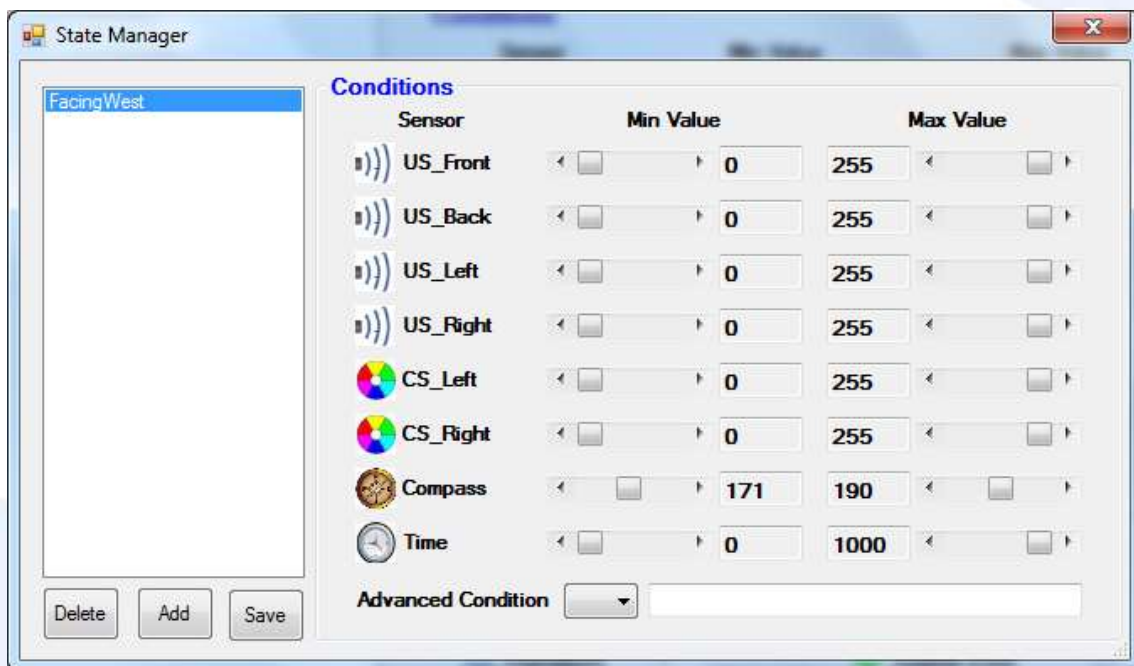 State Manager
FacingWest
Conditions
Sensor Min Value Max Value
US_Front 0 255
US_Back 0 255
US_Left 0 255
US_Right 0 255
CS_Left 0 255
CS_Right 0 255
Compass 171 190
Time 0 1000
Advanced Condition
Delete Add Save